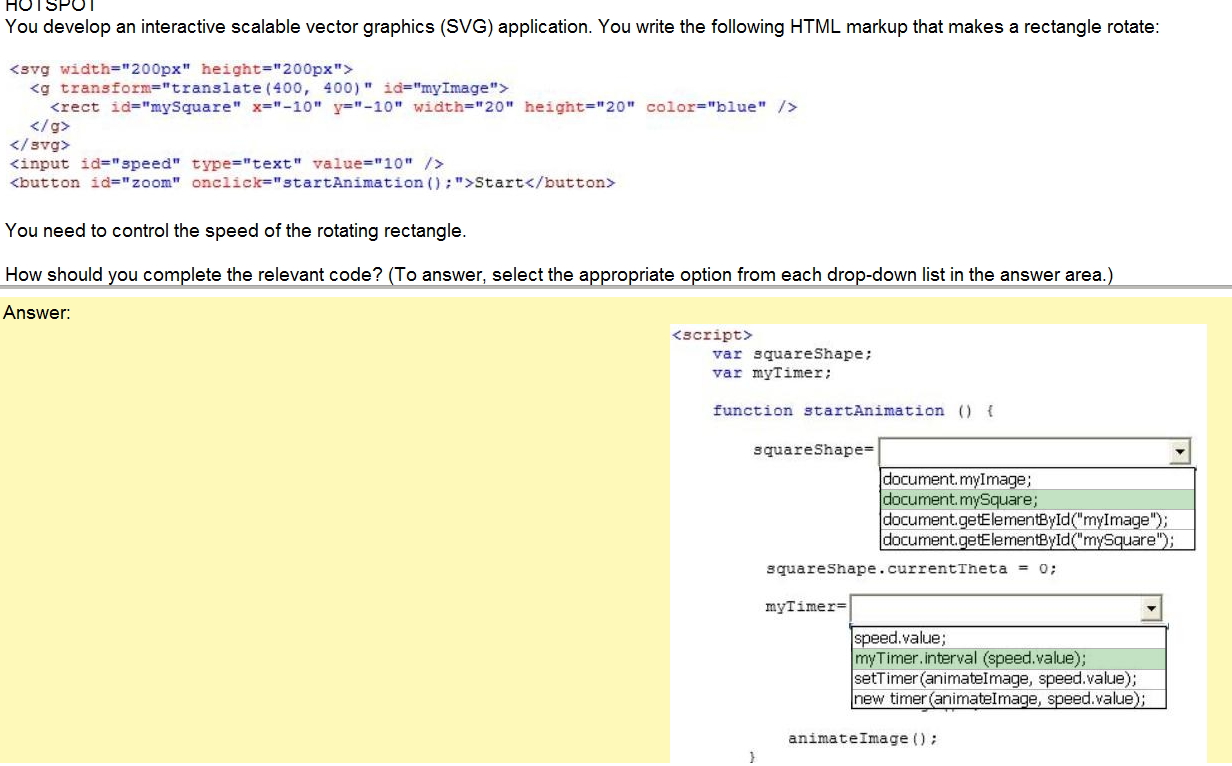 HOTSPOT
You develop an interactive scalable vector graphics (SVG) application. You write the following HTML markup that makes a rectangle rotate:
<svg width="200px" height="200px">
<g transform="translate(400, 400)" id="myImage">
<rect id="mySquare" x="-10" y="-10" width="20" height="20" color="blue" />
</g>
</svg>
<input id="speed" type="text" value="10" />
<button id="zoom" onclick="startAnimation();">Start</button>
You need to control the speed of the rotating rectangle.
How should you complete the relevant code? (To answer, select the appropriate option from each drop-down list in the answer area.)
Answer:
<script>
var squareShape;
var myTimer;
function startAnimation () {
squareShape=
document.myImage;
document.mySquare;
document.getElementById("myImage");
document.getElementById("mySquare");
squareShape.currentTheta = 0;
myTimer=
speed.value;
myTimer.interval (speed.value);
setTimer(animateImage, speed.value);
new timer(animateImage, speed.value);
animateImage();
}